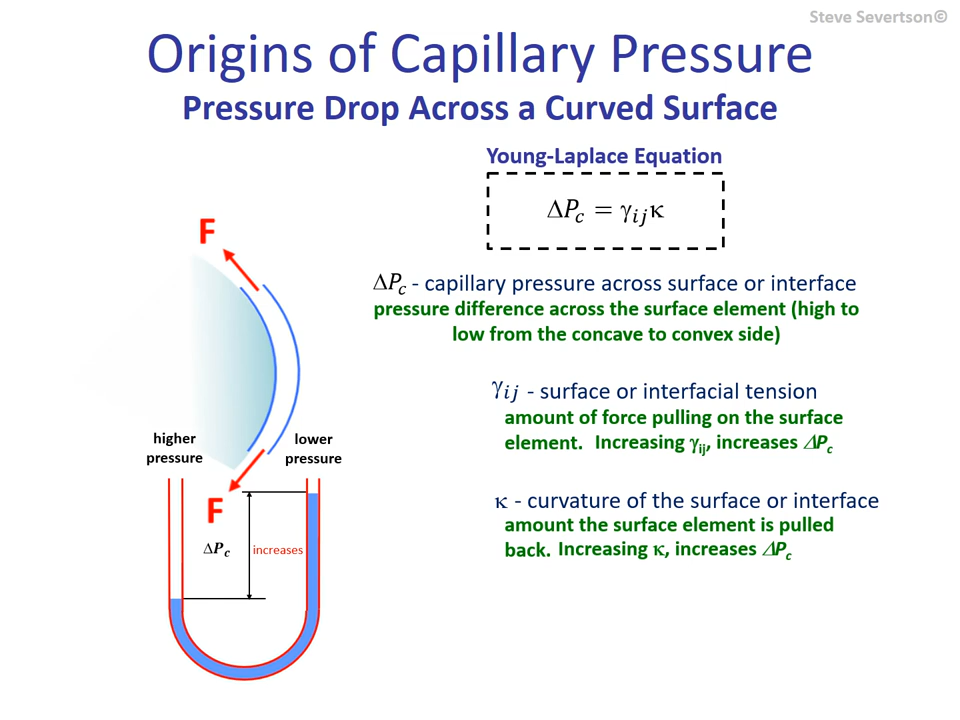 Steve Severtson©
Origins of Capillary Pressure
Pressure Drop Across a Curved Surface
Young-Laplace Equation
ΔP_c = γ_ij κ
ΔP_c - capillary pressure across surface or interface
pressure difference across the surface element (high to
low from the concave to convex side)
γ_ij - surface or interfacial tension
amount of force pulling on the surface
element. Increasing γ_ij, increases ΔP_c
κ - curvature of the surface or interface
amount the surface element is pulled
back. Increasing κ, increases ΔP_c
F
higher
pressure
lower
pressure
F
ΔP_c
increases